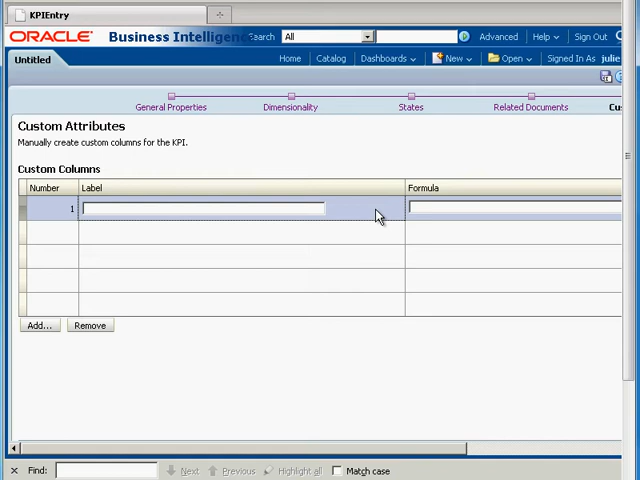 KPIEntry
ORACLE Business Intelligenc Search All Advanced Help Sign Out
Untitled Home Catalog Dashboards New Open Signed In As julie
General Properties Dimensionality States Related Documents Cu
Custom Attributes
Manually create custom columns for the KPI.
Custom Columns
Number Label Formula
1
Add... Remove
Find: Next Previous Highlight all Match case